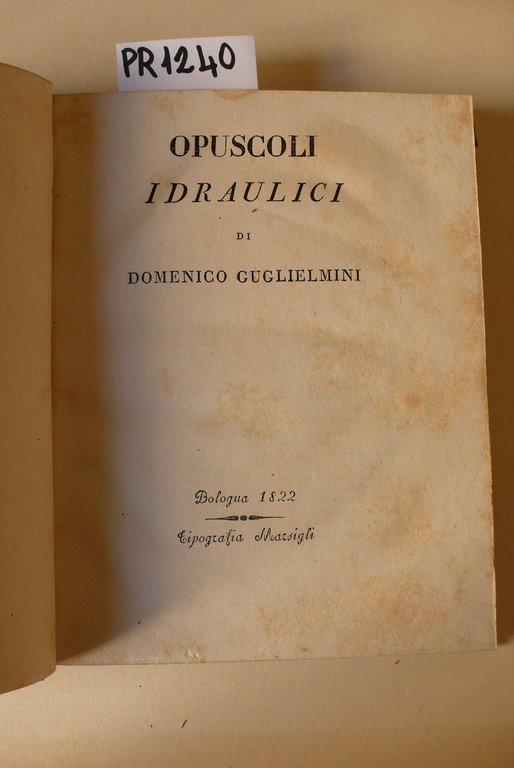 PR1240
OPUSCOLI
IDRAULICI
DI
DOMENICO GUGLIELMINI
Bologna 1822
Tipografia Marsigli